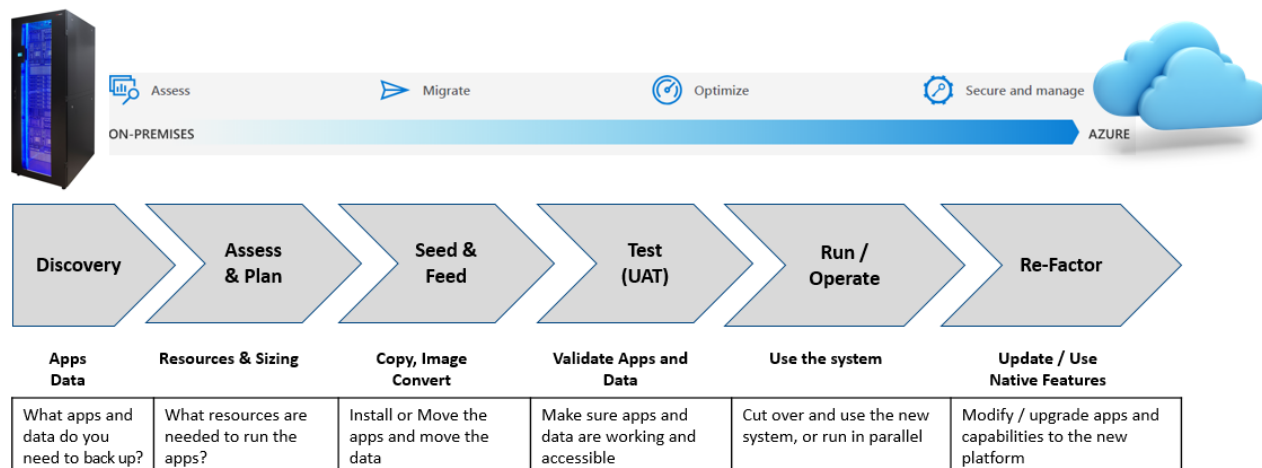 Assess
Migrate
Optimize
Secure and manage
ON-PREMISES
AZURE
Discovery
Assess
& Plan
Seed &
Feed
Test
(UAT)
Run /
Operate
Re-Factor
Apps
Data
Resources & Sizing
Copy, Image
Convert
Validate Apps and
Data
Use the system
Update / Use
Native Features
What apps and
data do you
need to back up?
What resources are
needed to run the
apps?
Install or Move the
apps and move the
data
Make sure apps and
data are working and
accessible
Cut over and use the new
system, or run in parallel
Modify / upgrade apps and
capabilities to the new
platform